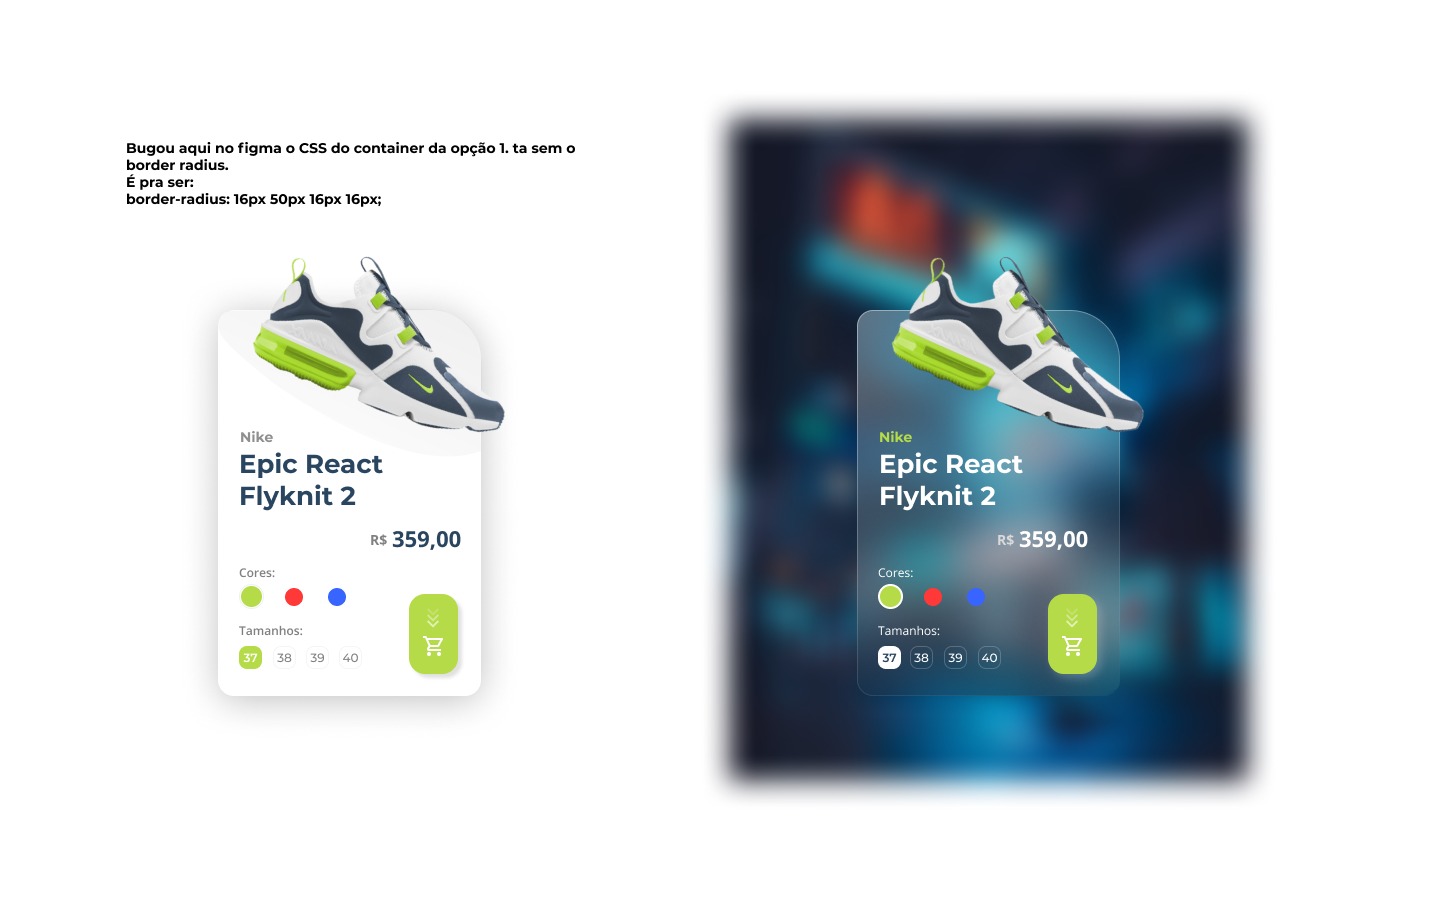 Bugou aqui no figma o CSS do container da opção 1. ta sem o
border radius.
É pra ser:
border-radius: 16px 50px 16px 16px;
Nike
Epic React
Flyknit 2
R$ 359,00
Cores:
Tamanhos:
37 38 39 40
Nike
Epic React
Flyknit 2
R$ 359,00
Cores:
Tamanhos:
37 38 39 40